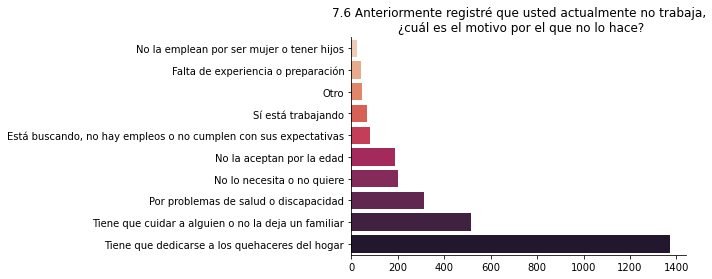 7.6 Anteriormente registré que usted actualmente no trabaja,
¿cuál es el motivo por el que no lo hace?
No la emplean por ser mujer o tener hijos
Falta de experiencia o preparación
Otro
Sí está trabajando
Está buscando, no hay empleos o no cumplen con sus expectativas
No la aceptan por la edad
No lo necesita o no quiere
Por problemas de salud o discapacidad
Tiene que cuidar a alguien o no la deja un familiar
Tiene que dedicarse a los quehaceres del hogar
0 200 400 600 800 1000 1200 1400